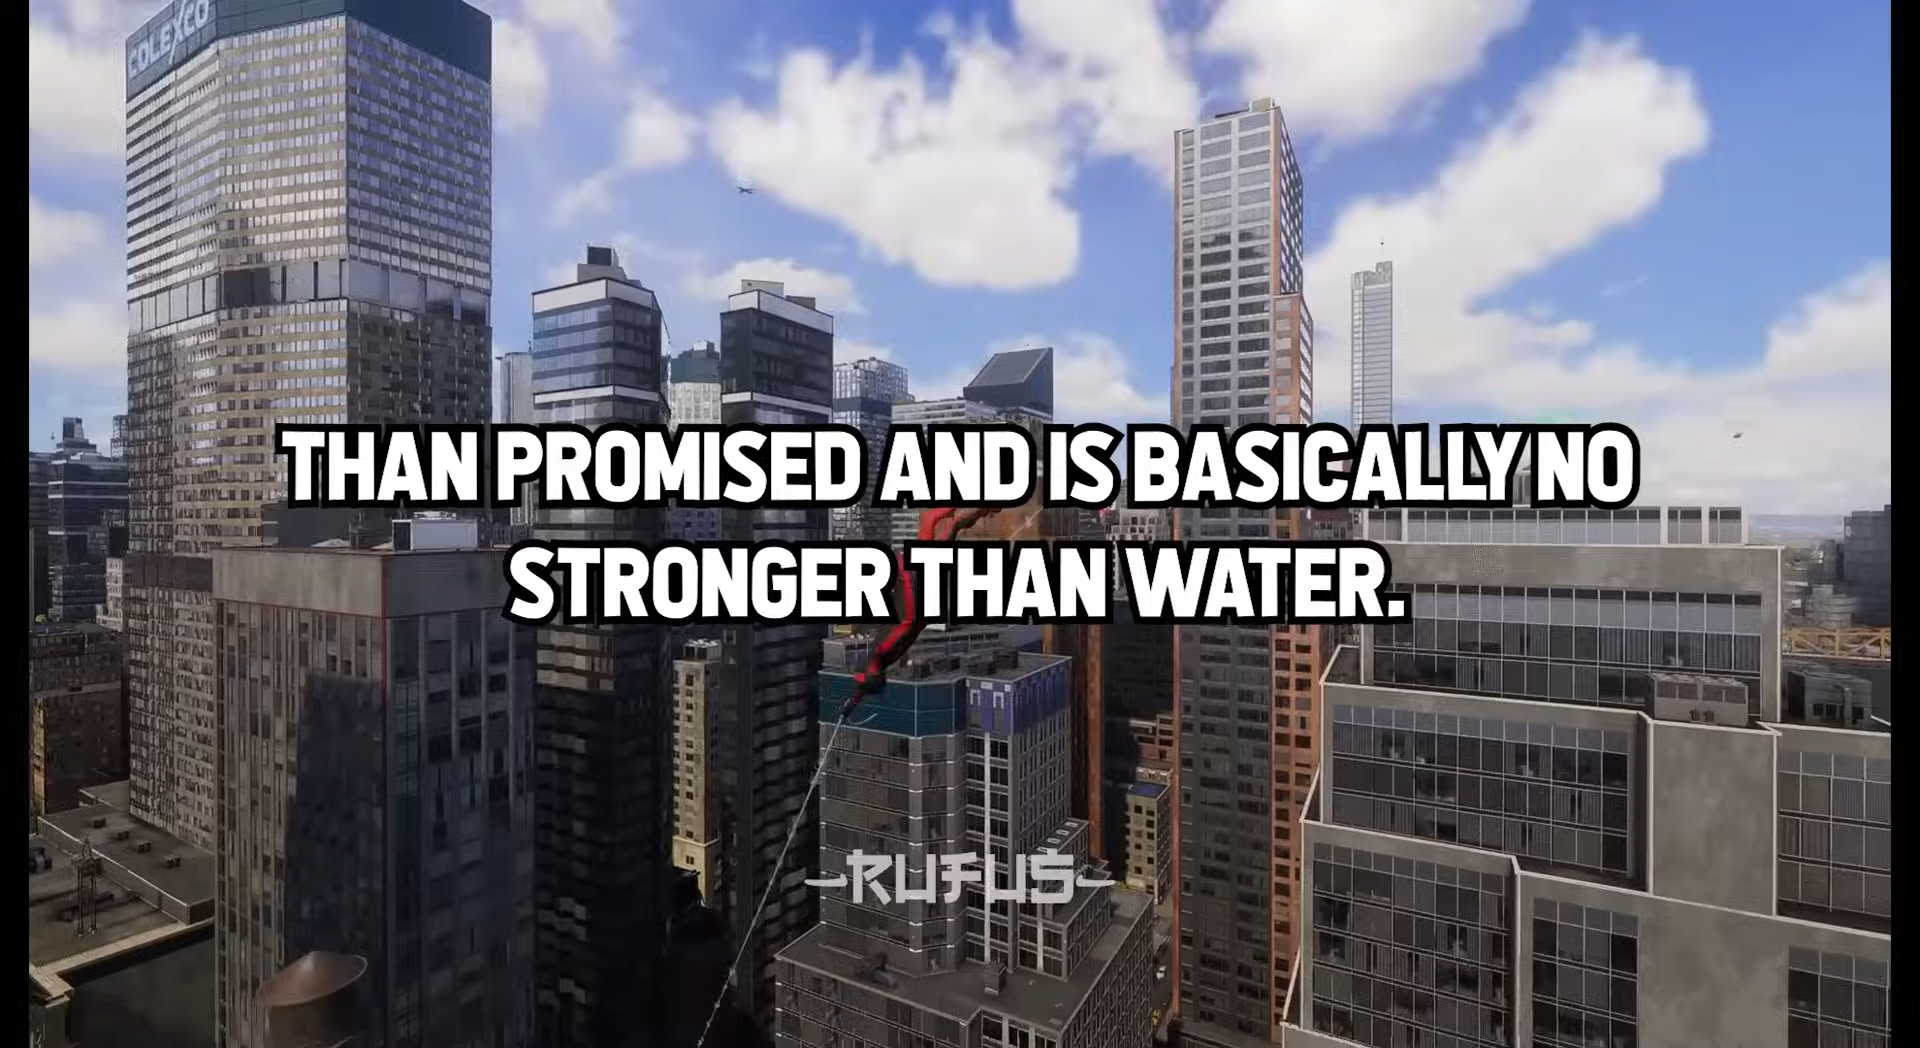 COLEXCO
THAN PROMISED AND IS BASICALLY NO
STRONGER THAN WATER.
-RUFUS-